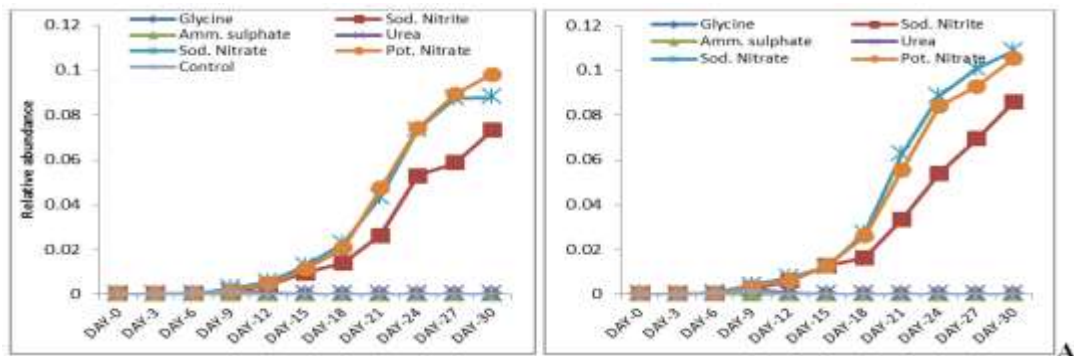 0.12
Glycine Sod. Nitrite
Amm. sulphate Urea
Sod. Nitrate Pot. Nitrate
Control
0.1
0.08
0.06
0.04
0.02
0
Relative abundance
DAY-0 DAY-3 DAY-6 DAY-9 DAY-12 DAY-15 DAY-18 DAY-21 DAY-24 DAY-27 DAY-30
0.12
Glycine Sod. Nitrite
Amm. sulphate Urea
Sod. Nitrate Pot. Nitrate
0.1
0.08
0.06
0.04
0.02
0
DAY-0 DAY-3 DAY-6 DAY-9 DAY-12 DAY-15 DAY-18 DAY-21 DAY-24 DAY-27 DAY-30